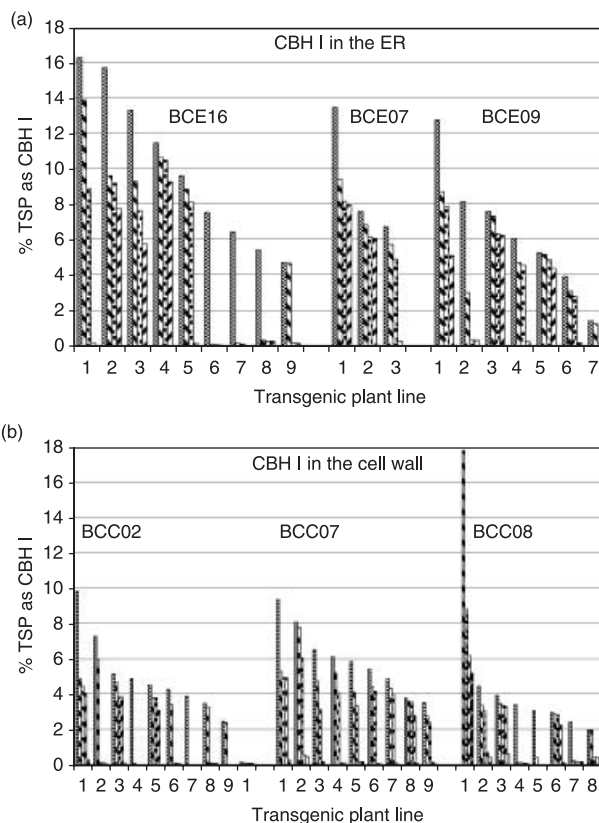 (a)
CBH I in the ER
BCE16 BCE07 BCE09
% TSP as CBH I
18
16
14
12
10
8
6
4
2
0
1 2 3 4 5 6 7 8 9 1 2 3 1 2 3 4 5 6 7
Transgenic plant line
(b)
CBH I in the cell wall
BCC02 BCC07 BCC08
% TSP as CBH I
18
16
14
12
10
8
6
4
2
0
1 2 3 4 5 6 7 8 9 1 1 2 3 4 5 6 7 8 9 1 2 3 4 5 6 7 8
Transgenic plant line